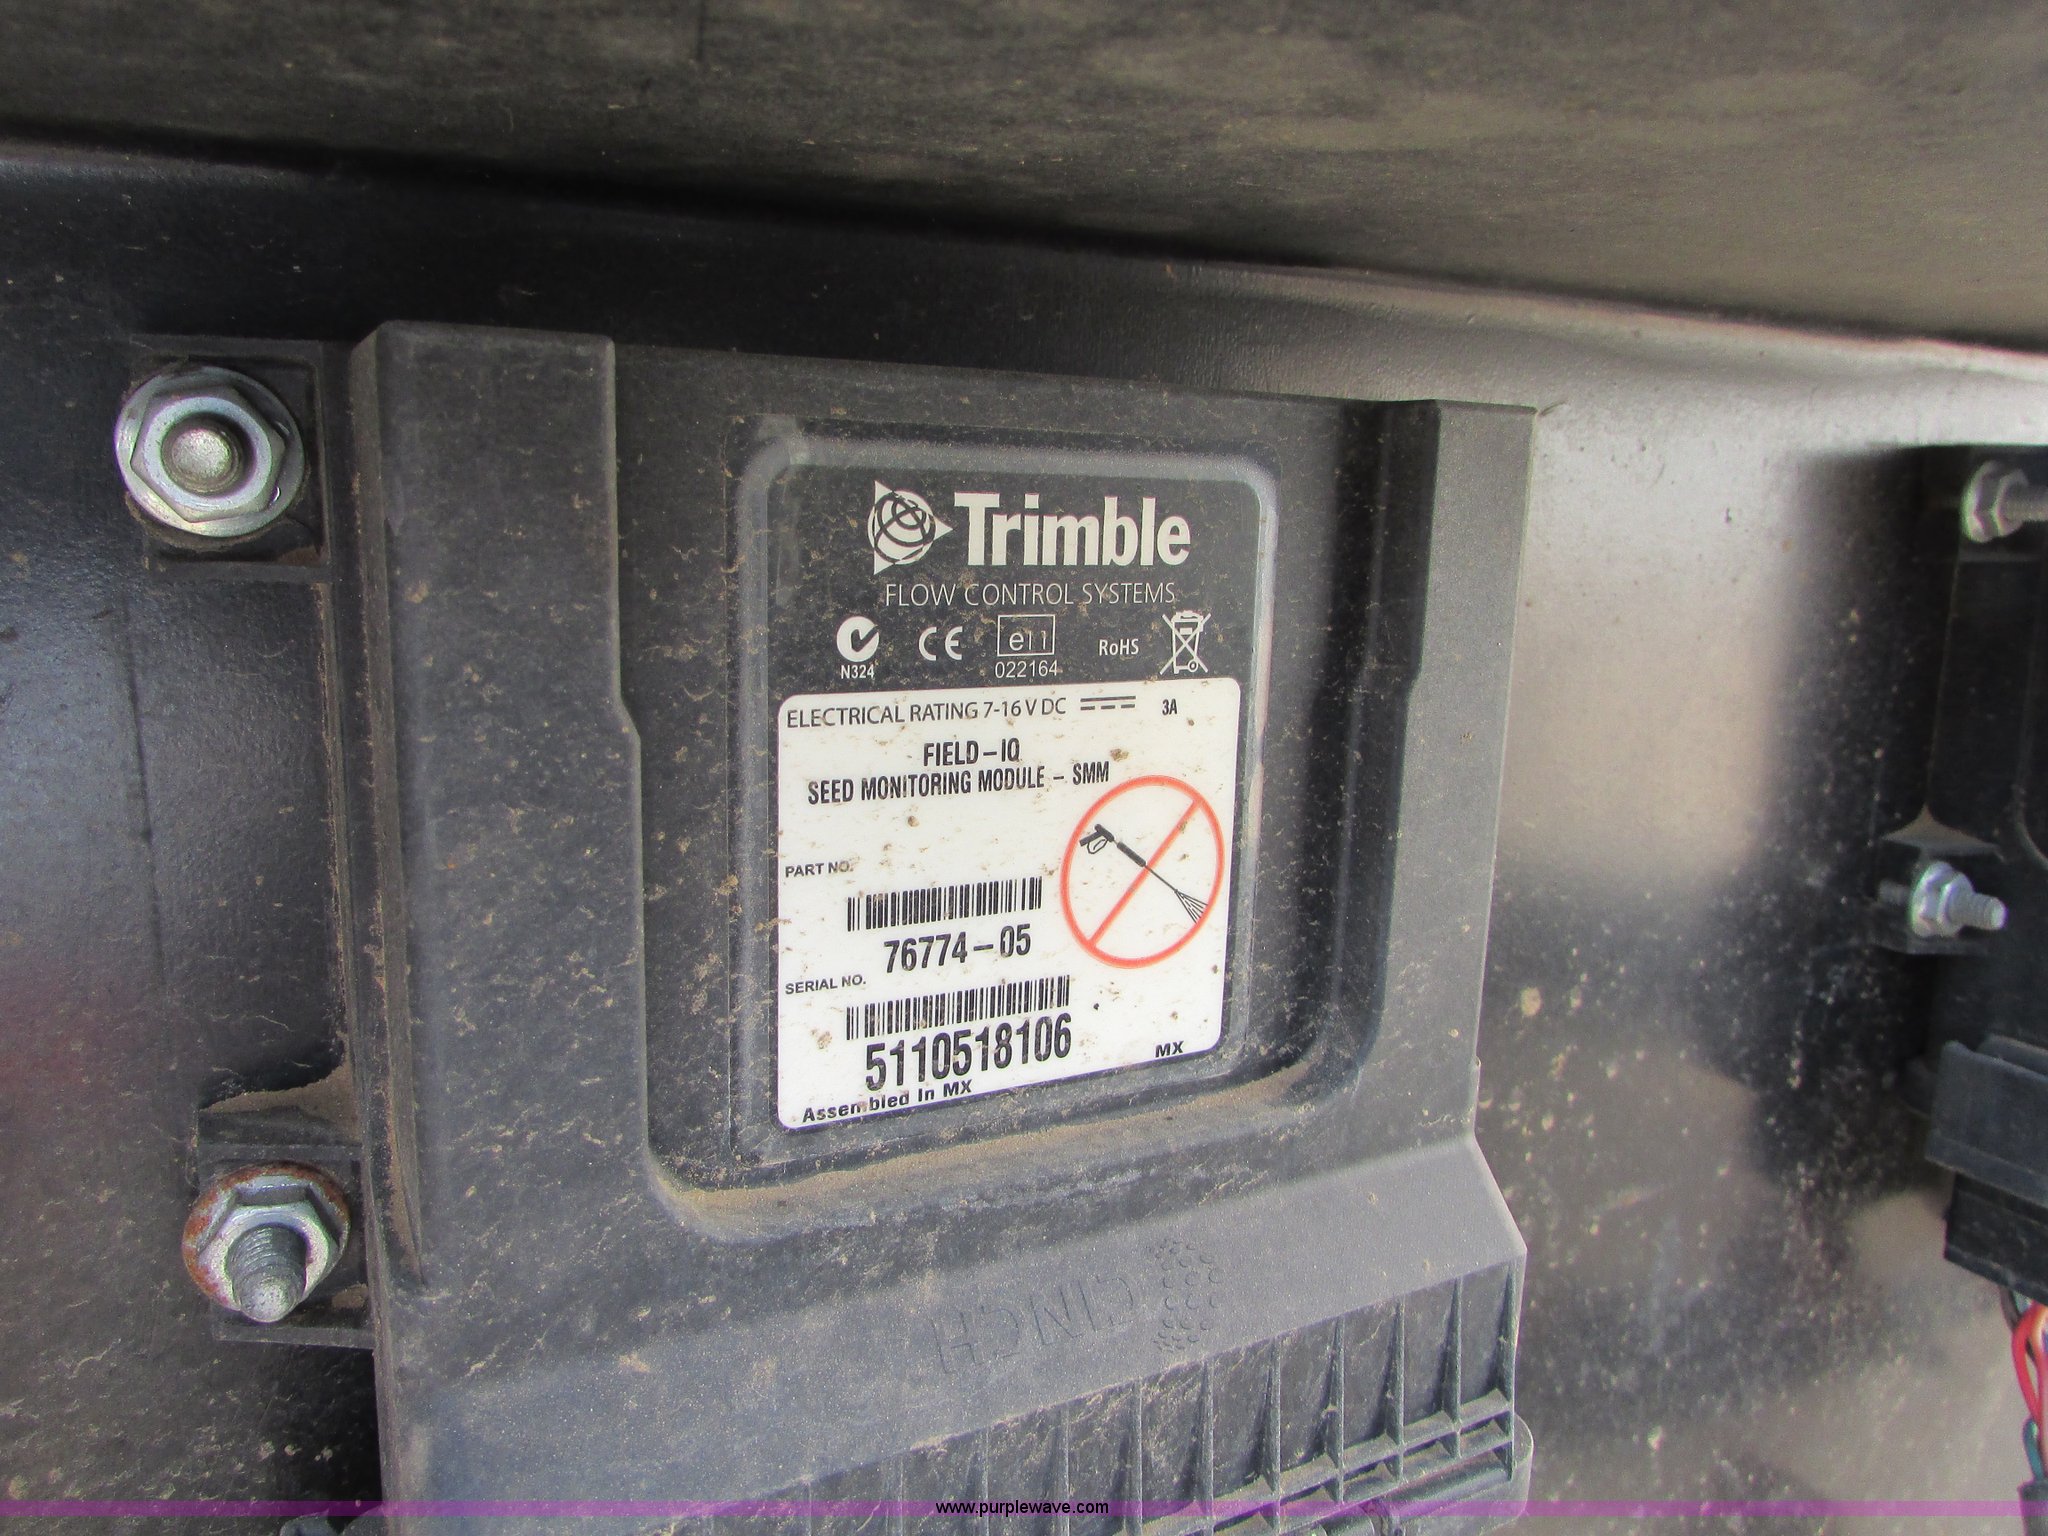 Trimble
FLOW CONTROL SYSTEMS
N324
CE
e11
022164
RoHS
ELECTRICAL RATING 7-16 V DC 3A
FIELD-IQ
SEED MONITORING MODULE - SMM
PART NO.
76774-05
SERIAL NO.
5110518106
MX
Assembled In MX
CINCH
www.purplewave.com